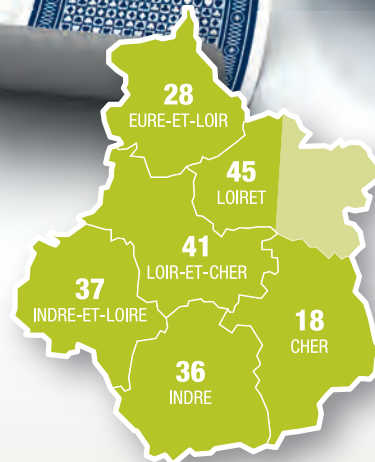 28
EURE-ET-LOIR
45
LOIRET
41
LOIR-ET-CHER
37
INDRE-ET-LOIRE
18
CHER
36
INDRE